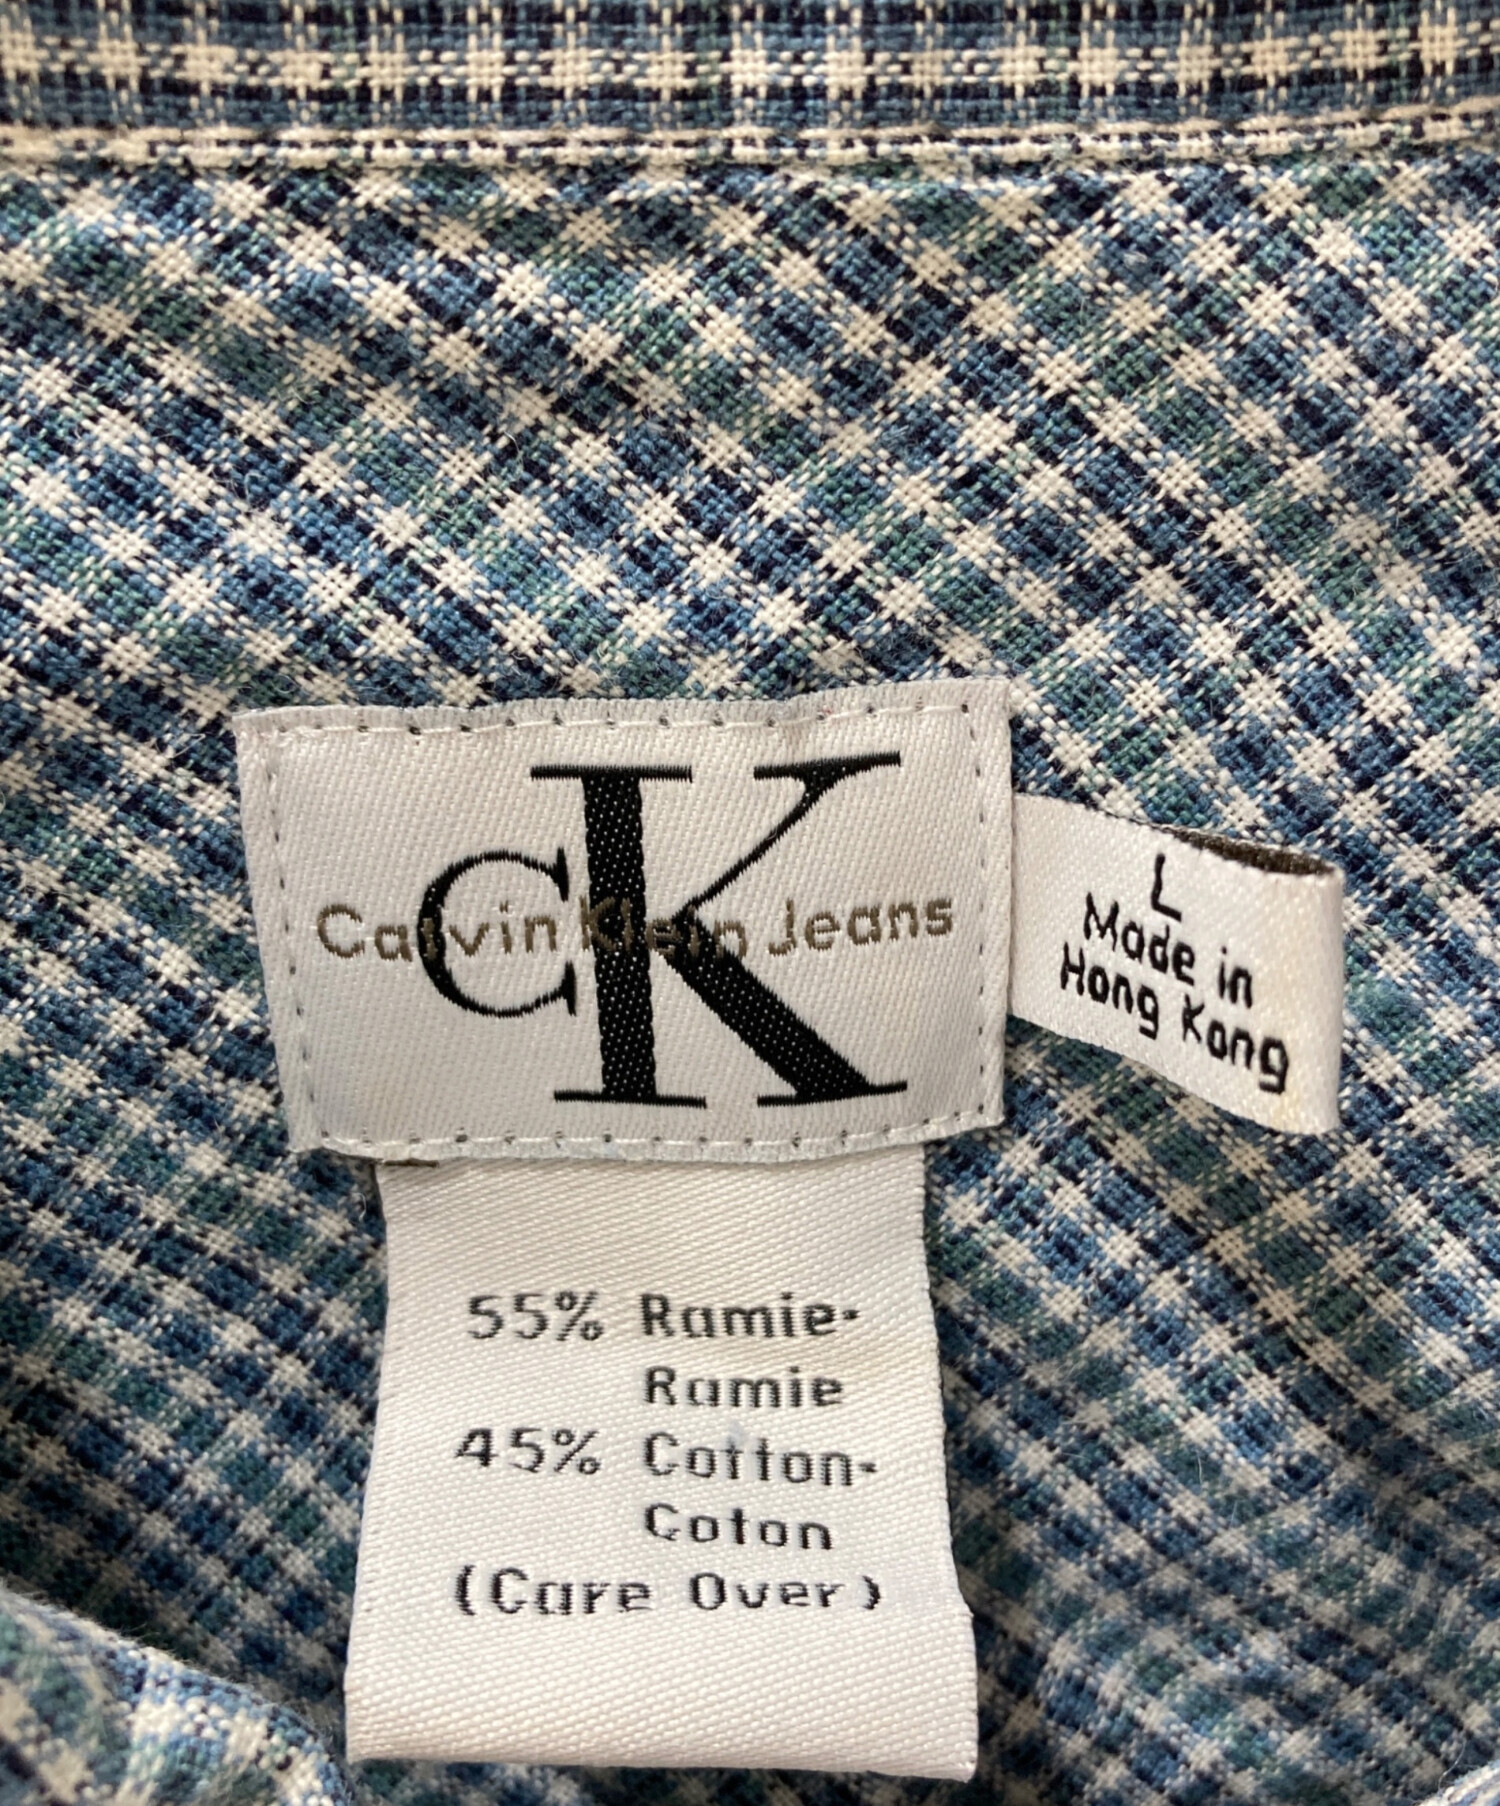 CK
Calvin Klein Jeans
L
Made in
Hong Kong
55% Ramie-
Ramie
45% Cotton-
Coton
(Care Over)